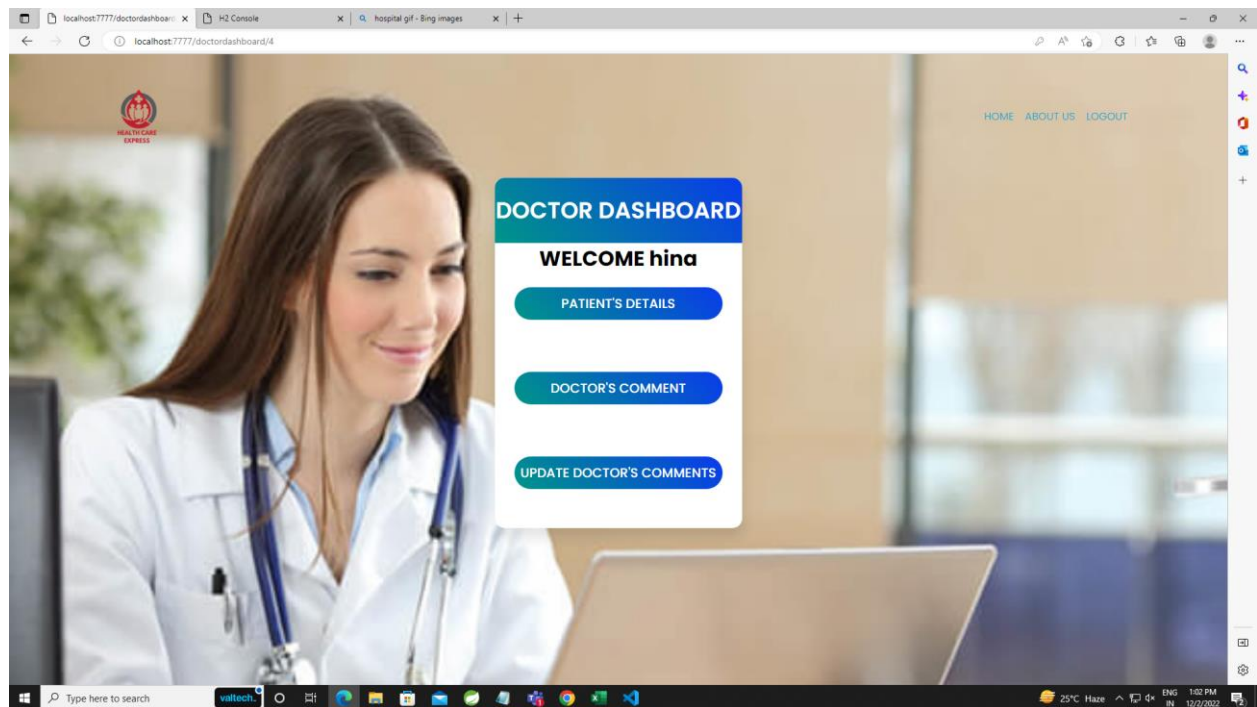 localhost:7777/doctordashboar
H2 Console
hospital gif - Bing images
localhost:7777/doctordashboard/4
HEALTH CARE
EXPRESS
HOME ABOUT US LOGOUT
DOCTOR DASHBOARD
WELCOME hina
PATIENT'S DETAILS
DOCTOR'S COMMENT
UPDATE DOCTOR'S COMMENTS
Type here to search
valtech.
25°C Haze
ENG
IN
1:02 PM
12/2/2022